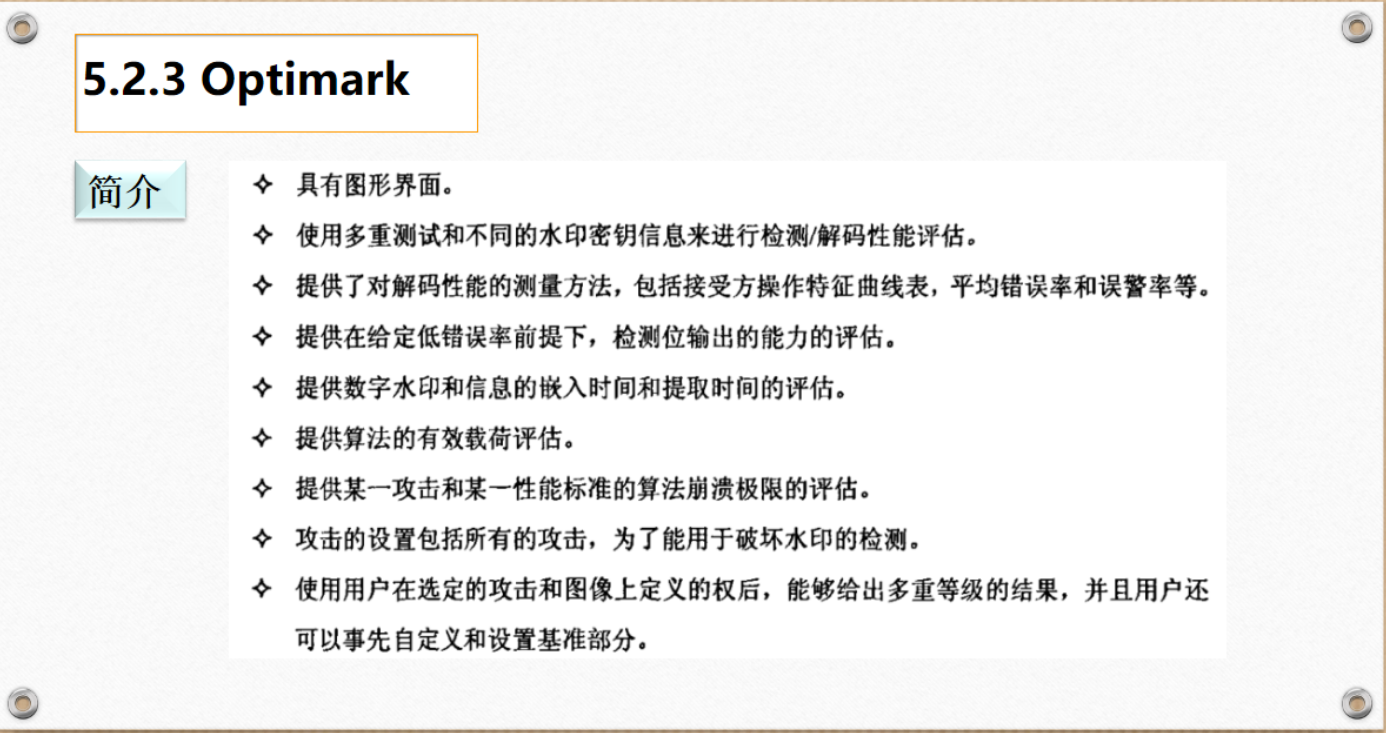 5.2.3 Optimark
简介
✧ 具有图形界面。
✧ 使用多重测试和不同的水印密钥信息来进行检测/解码性能评估。
✧ 提供了对解码性能的测量方法，包括接受方操作特征曲线表，平均错误率和误警率等。
✧ 提供在给定低错误率前提下，检测位输出的能力的评估。
✧ 提供数字水印和信息的嵌入时间和提取时间的评估。
✧ 提供算法的有效载荷评估。
✧ 提供某一攻击和某一性能标准的算法崩溃极限的评估。
✧ 攻击的设置包括所有的攻击，为了能用于破坏水印的检测。
✧ 使用用户在选定的攻击和图像上定义的权后，能够给出多重等级的结果，并且用户还
可以事先自定义和设置基准部分。